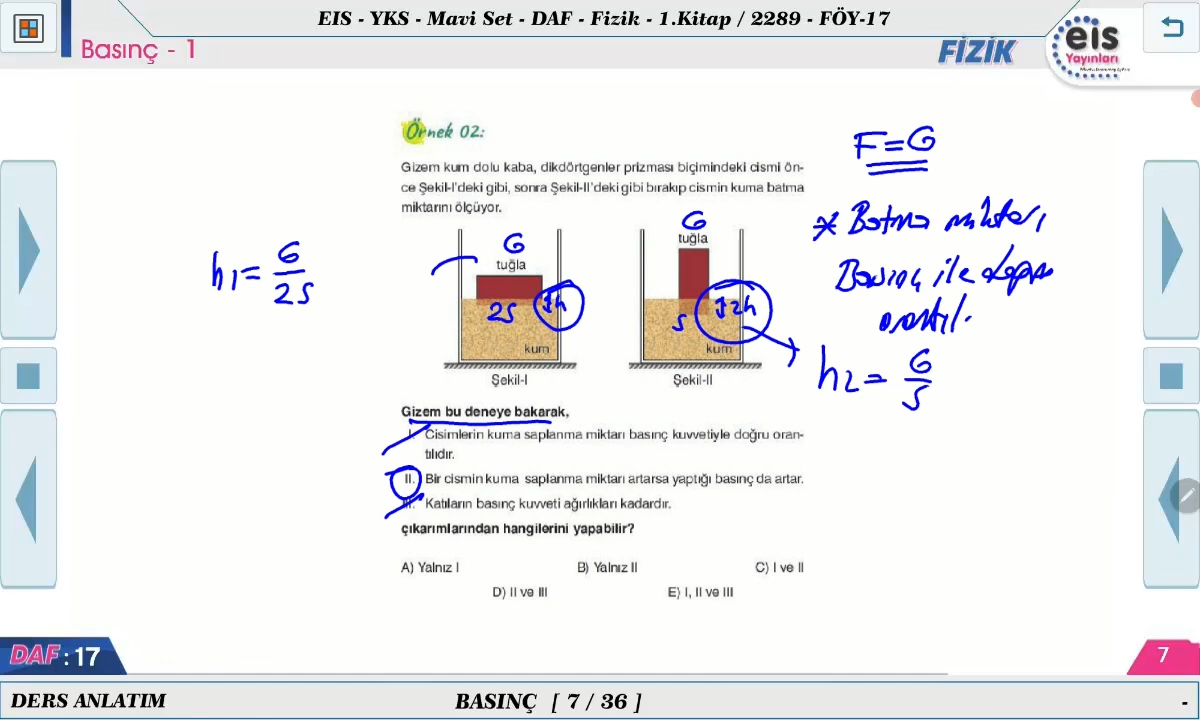 EIS - YKS - Mavi Set - DAF - Fizik - 1.Kitap / 2289 - FÖY-17
Basınç - 1
FİZİK
eis
Yayınları
Örnek 02:
Gizem kum dolu kaba, dikdörtgenler prizması biçimindeki cismi ön-
ce Şekil-I'deki gibi, sonra Şekil-II'deki gibi bırakıp cismin kuma batma
miktarını ölçüyor.
F=G
* Batma miktarı
Basınç ile doğru
orantılı.
h1= G/2S
G
tuğla
2S
h
kum
Şekil-I
G
tuğla
S
2h
kum
Şekil-II
h2= G/S
Gizem bu deneye bakarak,
I. Cisimlerin kuma saplanma miktarı basınç kuvvetiyle doğru oran-
tılıdır.
II. Bir cismin kuma saplanma miktarı artarsa yaptığı basınç da artar.
III. Katıların basınç kuvveti ağırlıkları kadardır.
çıkarımlarından hangilerini yapabilir?
A) Yalnız I B) Yalnız II C) I ve II
D) II ve III E) I, II ve III
DAF : 17
7
DERS ANLATIM
BASINÇ [ 7 / 36 ]
-